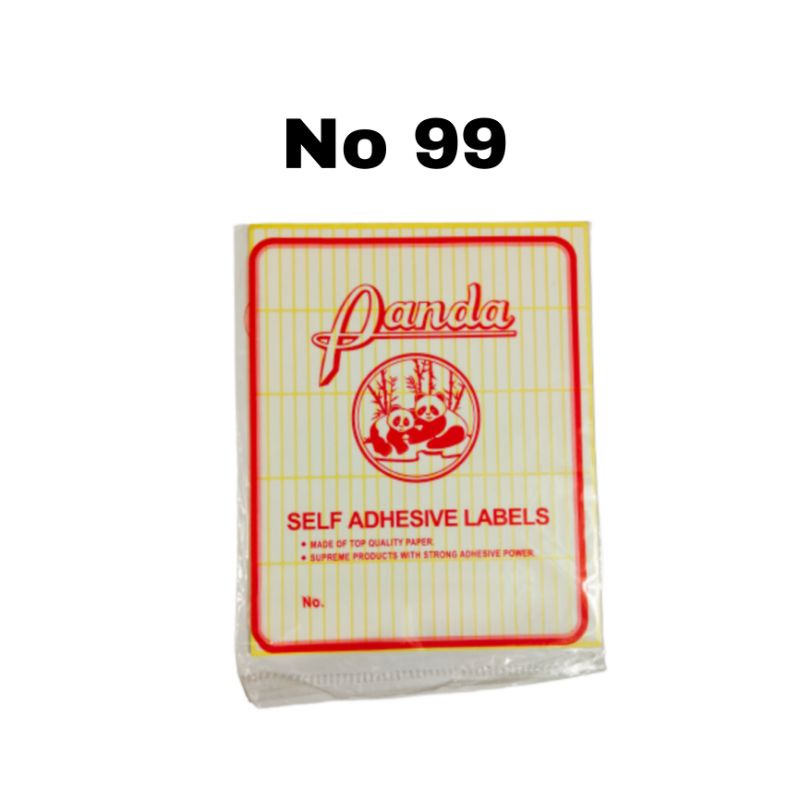 No 99
Panda
SELF ADHESIVE LABELS
• MADE OF TOP QUALITY PAPER.
• SUPREME PRODUCTS WITH STRONG ADHESIVE POWER.
No.